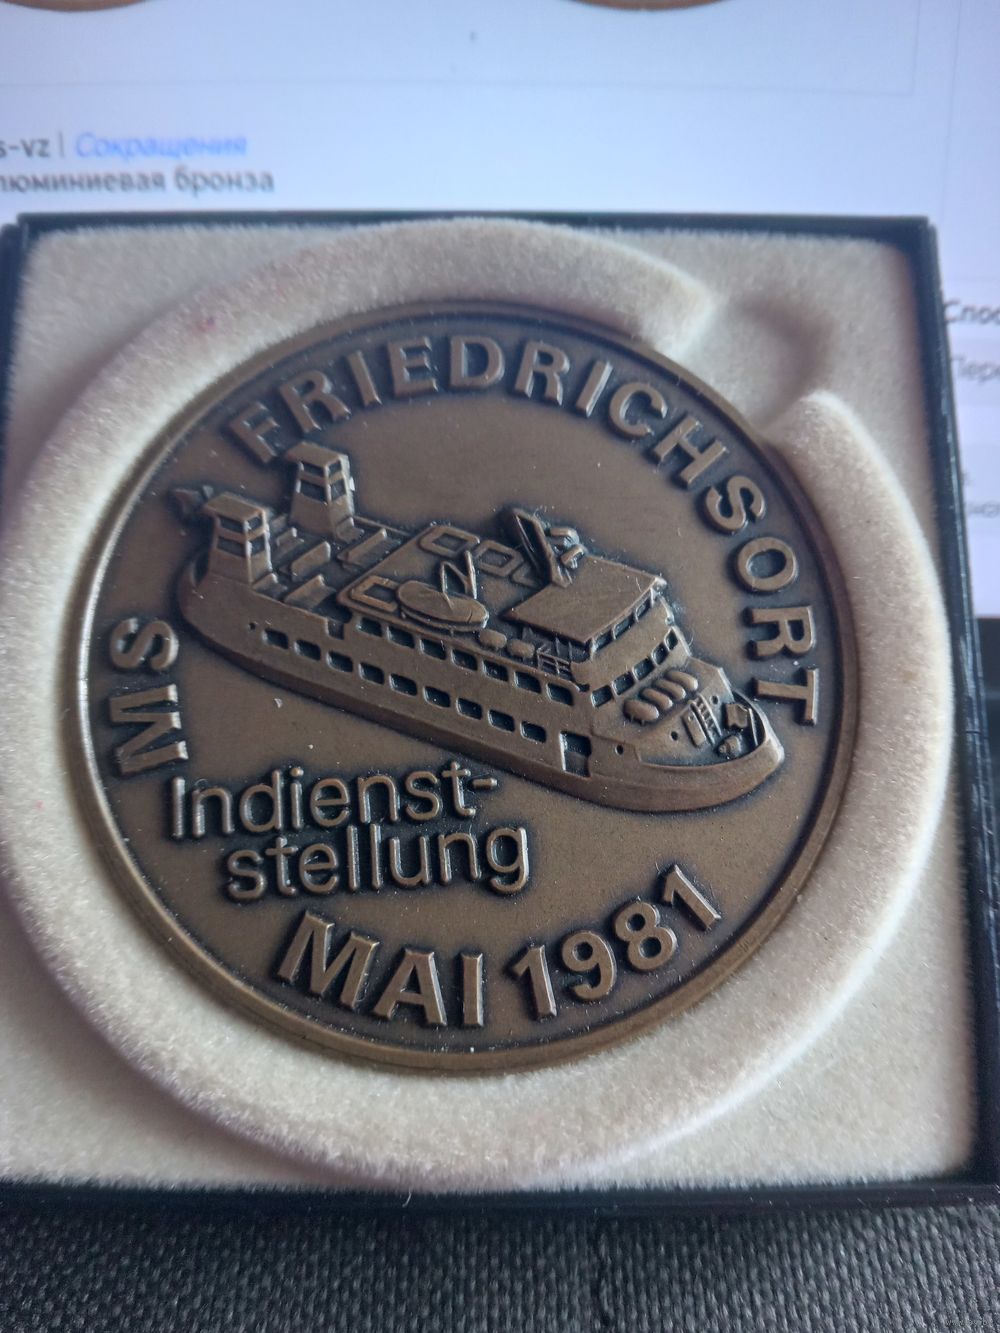 s-vz | Сокращения
люминиевая бронза
MS FRIEDRICHSORT
Indienst-
stellung
MAI 1981